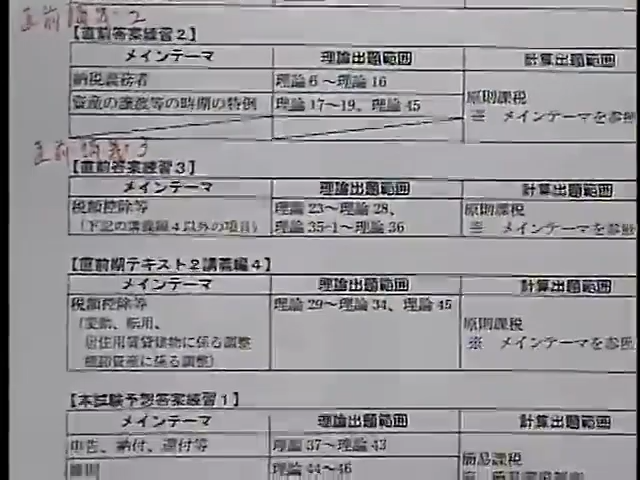 直前 2
【直前答案練習2】
メインテーマ 理論出題範囲 計算出題範囲
納税義務者 理論6～理論16
資産の譲渡等の時期の特例 理論17～19、理論45
原則課税
※ メインテーマを参照
直前 3
【直前答案練習3】
メインテーマ 理論出題範囲 計算出題範囲
税額控除等 理論23～理論28、 原則課税
(下記の講義編4以外の項目) 理論35-1～理論36 ※ メインテーマを参照
【直前期テキスト2講義編4】
メインテーマ 理論出題範囲 計算出題範囲
税額控除等 理論29～理論34、理論45
(変動、転用、 原則課税
居住用賃貸建物に係る調整 ※ メインテーマを参照
棚卸資産に係る調整)
【本試験予想答案練習1】
メインテーマ 理論出題範囲 計算出題範囲
申告、納付、還付等 理論37～理論43
雑則 理論44～46 簡易課税